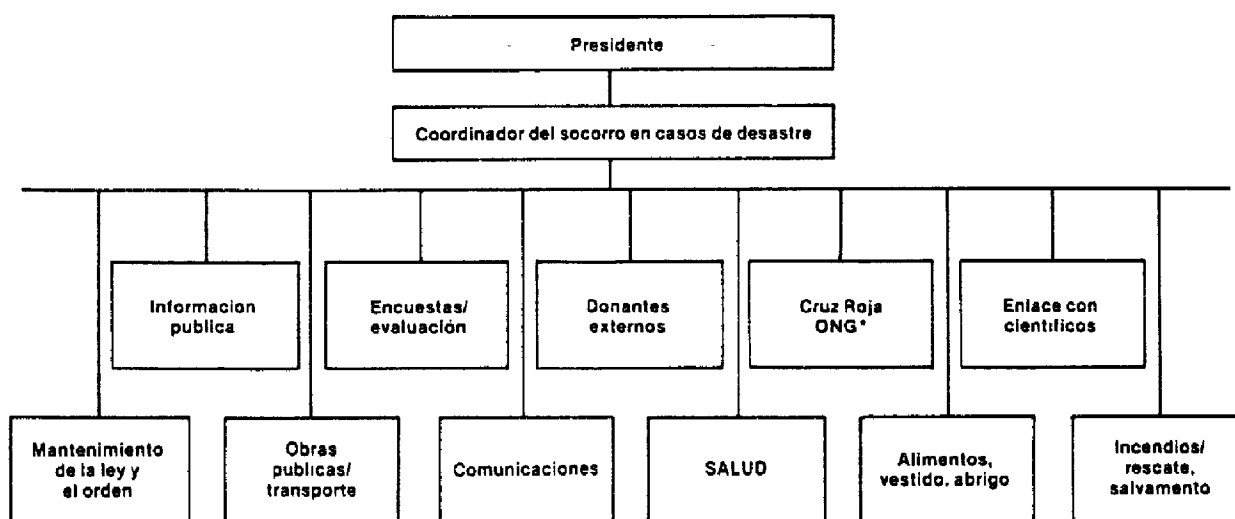 Presidente
Coordinador del socorro en casos de desastre
Informacion
publica
Encuestas/
evaluación
Donantes
externos
Cruz Roja
ONG*
Enlace con
científicos
Mantenimiento
de la ley y
el orden
Obras
publicas/
transporte
Comunicaciones
SALUD
Alimentos,
vestido, abrigo
Incendios/
rescate,
salvamento